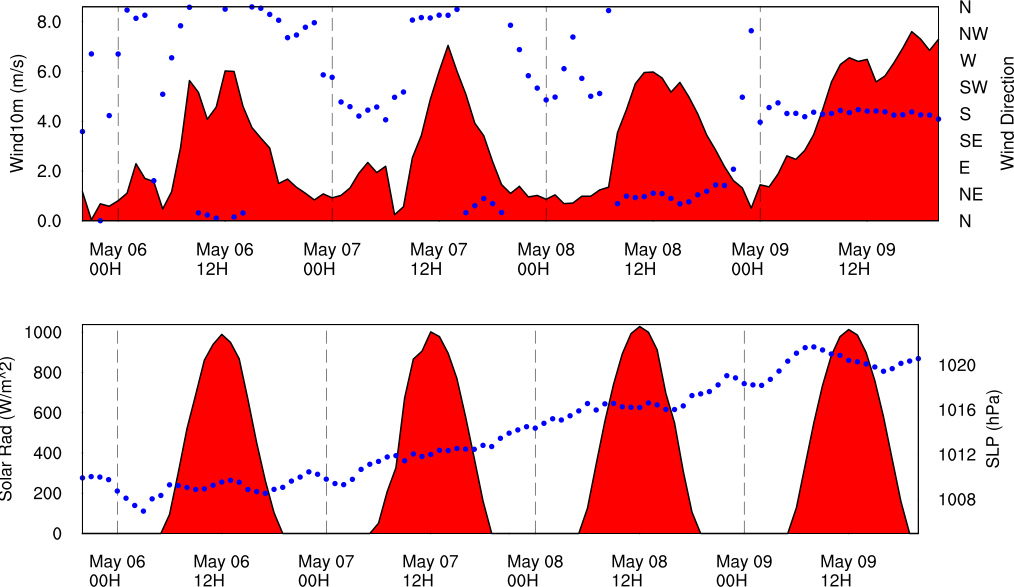 8.0
6.0
4.0
2.0
0.0
Wind10m (m/s)
N
NW
W
SW
S
SE
E
NE
N
Wind Direction
May 06 May 06 May 07 May 07 May 08 May 08 May 09 May 09
00H 12H 00H 12H 00H 12H 00H 12H
1000
800
600
400
200
0
Solar Rad (W/m^2)
1020
1016
1012
1008
SLP (hPa)
May 06 May 06 May 07 May 07 May 08 May 08 May 09 May 09
00H 12H 00H 12H 00H 12H 00H 12H